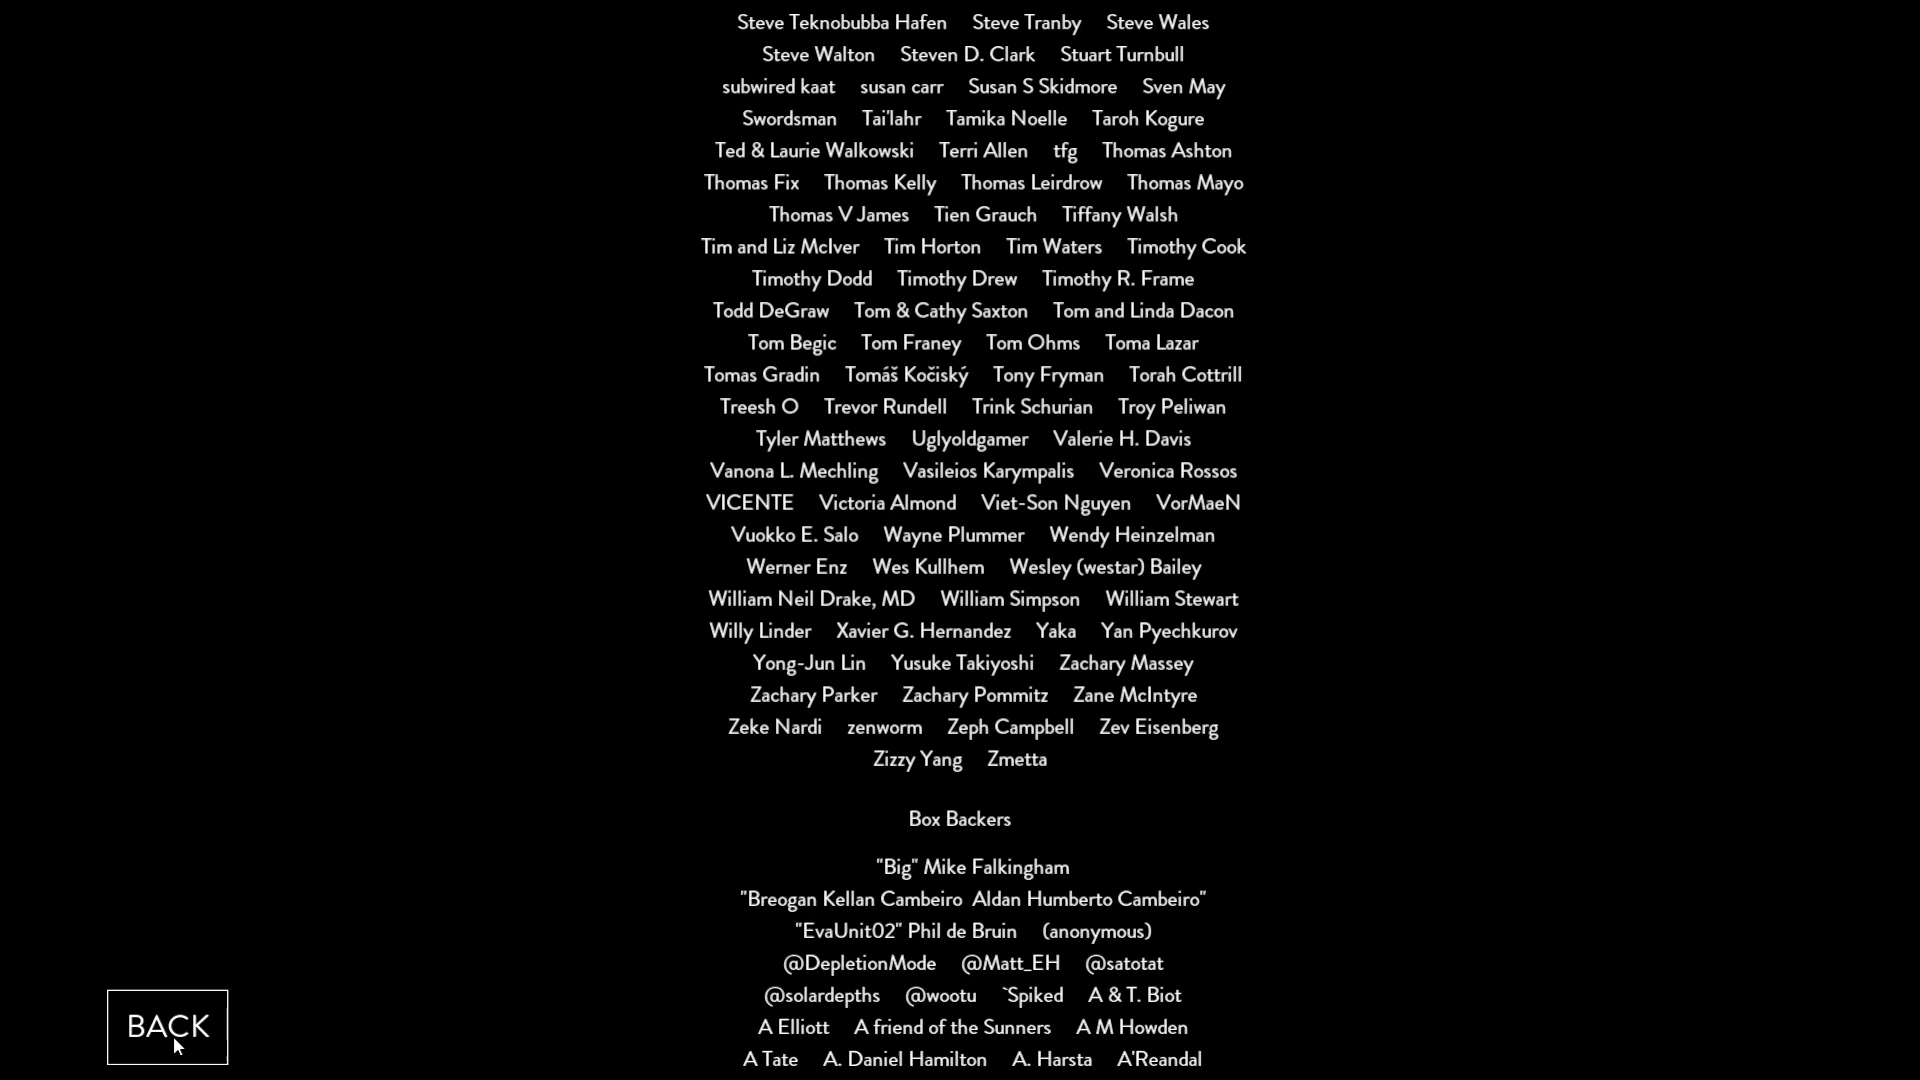 Steve Teknobubba Hafen Steve Tranby Steve Wales
Steve Walton Steven D. Clark Stuart Turnbull
subwired kaat susan carr Susan S Skidmore Sven May
Swordsman Tai'lahr Tamika Noelle Taroh Kogure
Ted & Laurie Walkowski Terri Allen tfg Thomas Ashton
Thomas Fix Thomas Kelly Thomas Leirdrow Thomas Mayo
Thomas V James Tien Grauch Tiffany Walsh
Tim and Liz McIver Tim Horton Tim Waters Timothy Cook
Timothy Dodd Timothy Drew Timothy R. Frame
Todd DeGraw Tom & Cathy Saxton Tom and Linda Dacon
Tom Begic Tom Franey Tom Ohms Toma Lazar
Tomas Gradin Tomáš Kočiský Tony Fryman Torah Cottrill
Treesh O Trevor Rundell Trink Schurian Troy Peliwan
Tyler Matthews Uglyoldgamer Valerie H. Davis
Vanona L. Mechling Vasileios Karympalis Veronica Rossos
VICENTE Victoria Almond Viet-Son Nguyen VorMaeN
Vuokko E. Salo Wayne Plummer Wendy Heinzelman
Werner Enz Wes Kullhem Wesley (westar) Bailey
William Neil Drake, MD William Simpson William Stewart
Willy Linder Xavier G. Hernandez Yaka Yan Pyechkurov
Yong-Jun Lin Yusuke Takiyoshi Zachary Massey
Zachary Parker Zachary Pommitz Zane McIntyre
Zeke Nardi zenworm Zeph Campbell Zev Eisenberg
Zizzy Yang Zmetta
Box Backers
"Big" Mike Falkingham
"Breogan Kellan Cambeiro Aldan Humberto Cambeiro"
"EvaUnit02" Phil de Bruin (anonymous)
@DepletionMode @Matt_EH @satotat
@solardepths @wootu `Spiked A & T. Biot
A Elliott A friend of the Sunners A M Howden
A Tate A. Daniel Hamilton A. Harsta A'Reandal
BACK